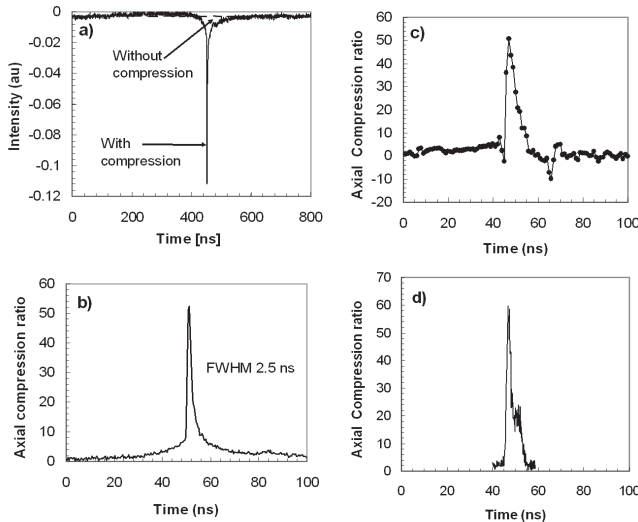 a)
0
-0.02
-0.04
-0.06
-0.08
-0.1
-0.12
Intensity (au)
Without
compression
With
compression
0 200 400 600 800
Time [ns]
c)
60
50
40
30
20
10
0
-10
-20
Axial Compression ratio
0 20 40 60 80 100
Time (ns)
b)
60
50
40
30
20
10
0
Axial compression ratio
FWHM 2.5 ns
0 20 40 60 80 100
Time (ns)
d)
70
60
50
40
30
20
10
0
Axial Compression ratio
0 20 40 60 80 100
Time (ns)